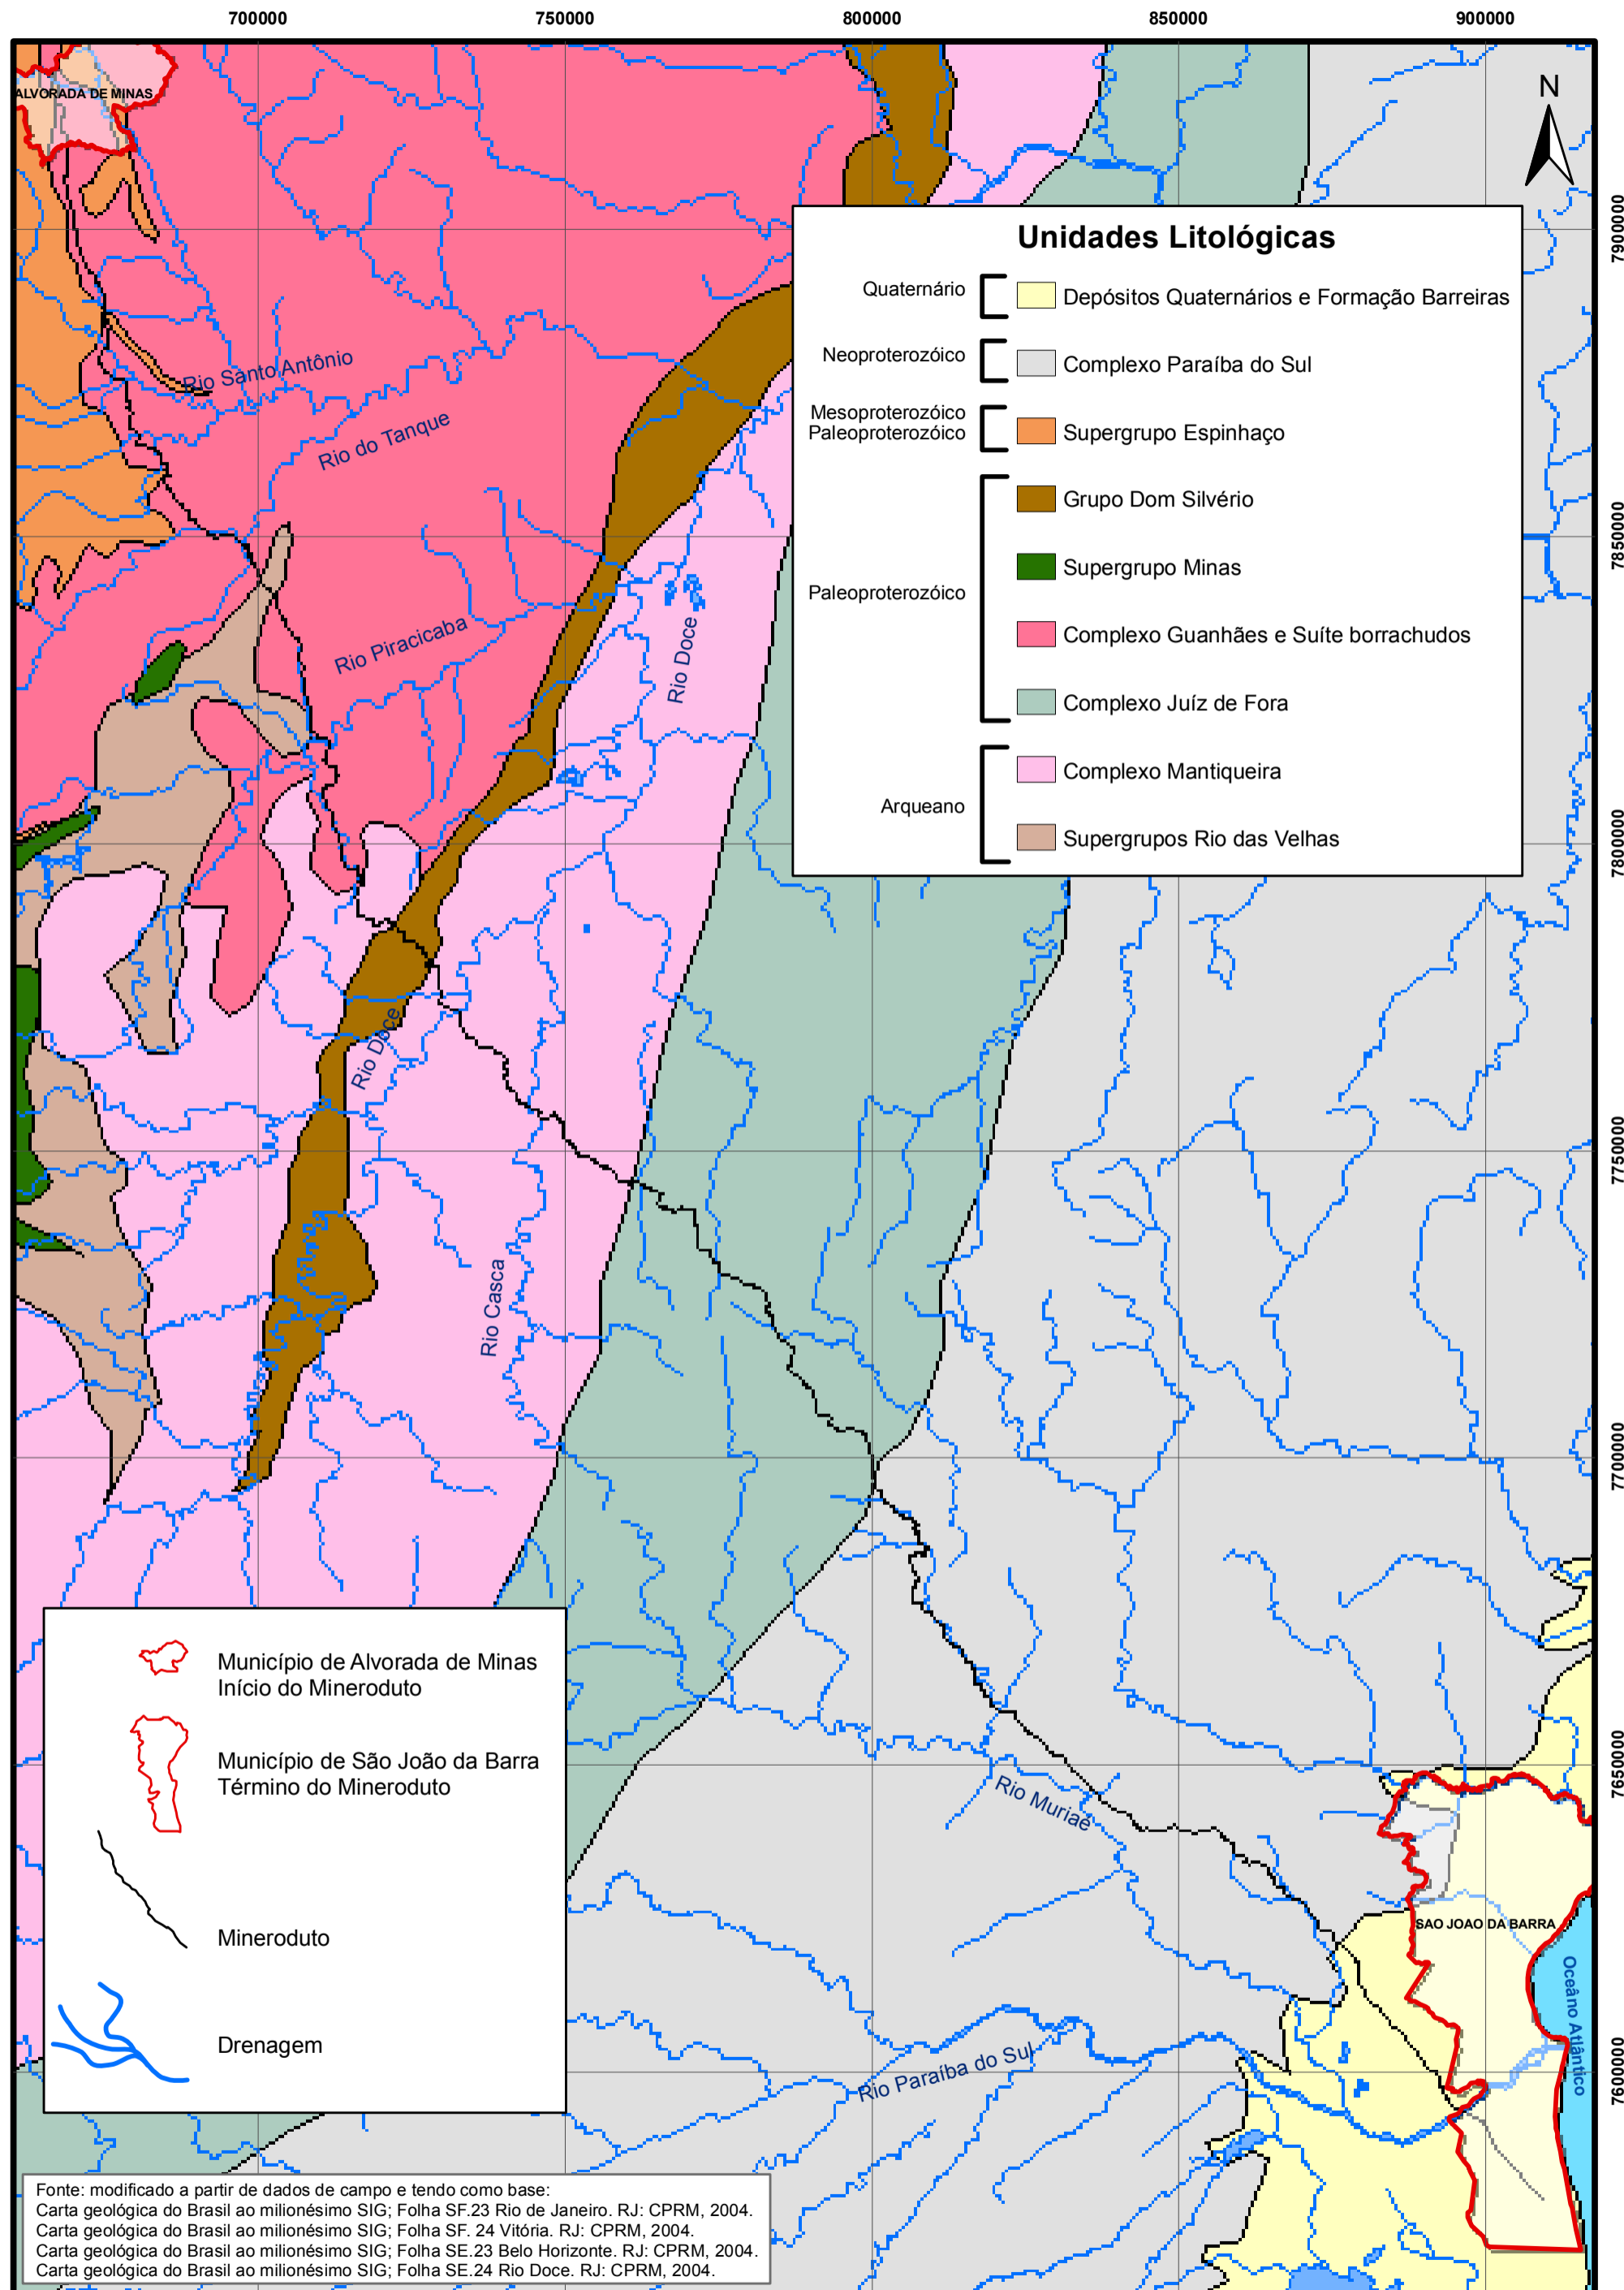 700000 750000 800000 850000 900000
ALVORADA DE MINAS
N
7900000
7850000
7800000
7750000
7700000
7650000
7600000
Unidades Litológicas
Quaternário
Depósitos Quaternários e Formação Barreiras
Neoproterozóico
Complexo Paraíba do Sul
Mesoproterozóico
Paleoproterozóico
Supergrupo Espinhaço
Grupo Dom Silvério
Supergrupo Minas
Paleoproterozóico
Complexo Guanhães e Suíte borrachudos
Complexo Juíz de Fora
Complexo Mantiqueira
Arqueano
Supergrupos Rio das Velhas
Rio Santo Antônio
Rio do Tanque
Rio Piracicaba
Rio Doce
Rio Doce
Rio Casca
Rio Muriaé
Rio Paraíba do Sul
SAO JOAO DA BARRA
Oceâno Atlântico
Município de Alvorada de Minas
Início do Mineroduto
Município de São João da Barra
Término do Mineroduto
Mineroduto
Drenagem
Fonte: modificado a partir de dados de campo e tendo como base:
Carta geológica do Brasil ao milionésimo SIG; Folha SF.23 Rio de Janeiro. RJ: CPRM, 2004.
Carta geológica do Brasil ao milionésimo SIG; Folha SF. 24 Vitória. RJ: CPRM, 2004.
Carta geológica do Brasil ao milionésimo SIG; Folha SE.23 Belo Horizonte. RJ: CPRM, 2004.
Carta geológica do Brasil ao milionésimo SIG; Folha SE.24 Rio Doce. RJ: CPRM, 2004.